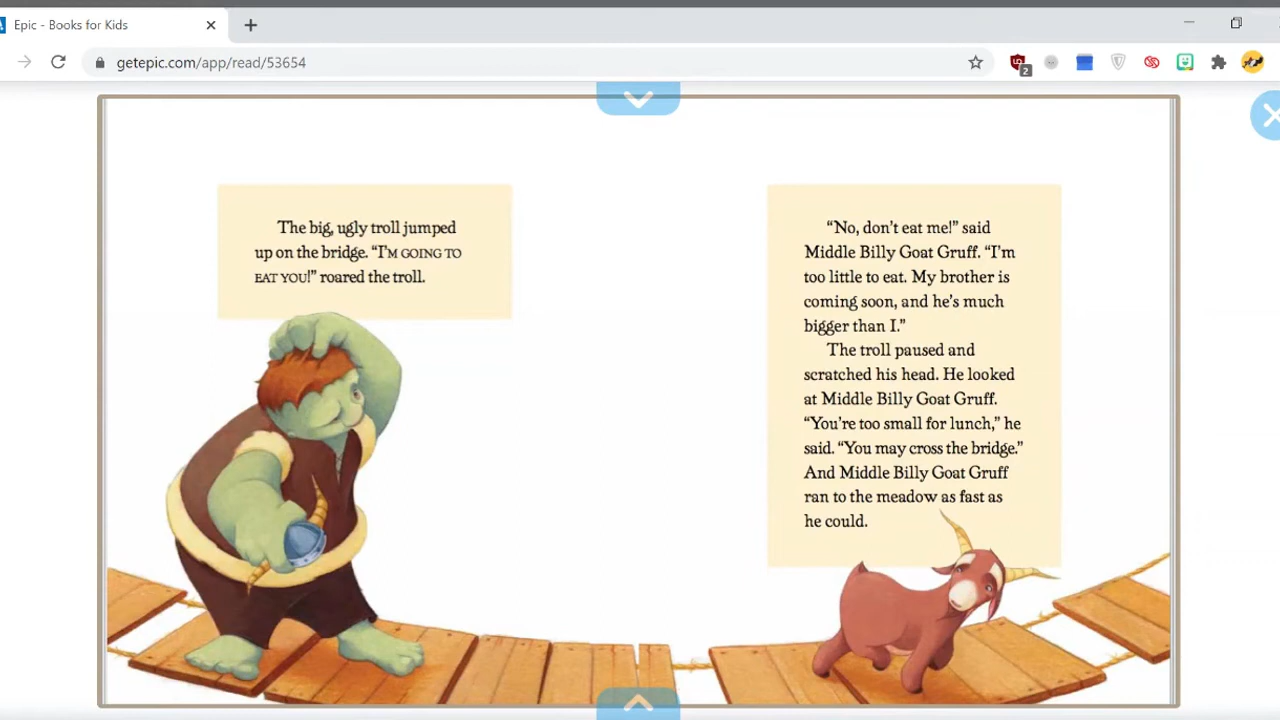 Epic - Books for Kids
getepic.com/app/read/53654
2
The big, ugly troll jumped
up on the bridge. “I’M GOING TO
EAT YOU!” roared the troll.
“No, don’t eat me!” said
Middle Billy Goat Gruff. “I’m
too little to eat. My brother is
coming soon, and he’s much
bigger than I.”
The troll paused and
scratched his head. He looked
at Middle Billy Goat Gruff.
“You’re too small for lunch,” he
said. “You may cross the bridge.”
And Middle Billy Goat Gruff
ran to the meadow as fast as
he could.